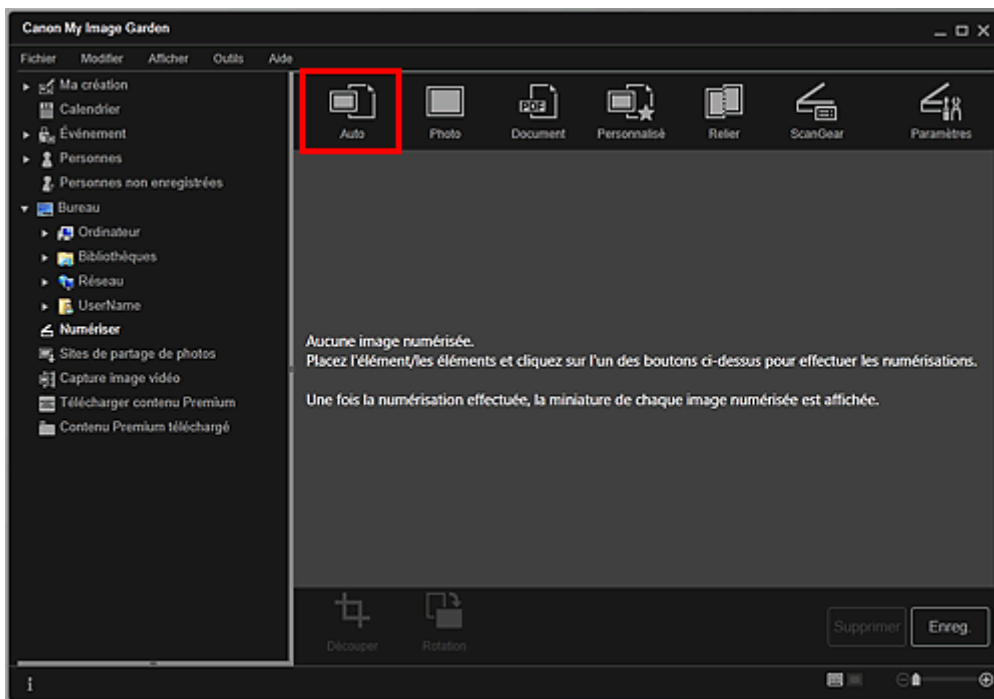 Canon My Image Garden
Fichier Modifier Afficher Outils Aide
Ma création
Calendrier
Événement
Personnes
Personnes non enregistrées
Bureau
Ordinateur
Bibliothèques
Réseau
UserName
Numériser
Sites de partage de photos
Capture image vidéo
Télécharger contenu Premium
Contenu Premium téléchargé
Auto Photo Document Personnalisé Relier ScanGear Paramètres
Aucune image numérisée.
Placez l'élément/les éléments et cliquez sur l'un des boutons ci-dessus pour effectuer les numérisations.
Une fois la numérisation effectuée, la miniature de chaque image numérisée est affichée.
Découper Rotation
Supprimer Enreg.